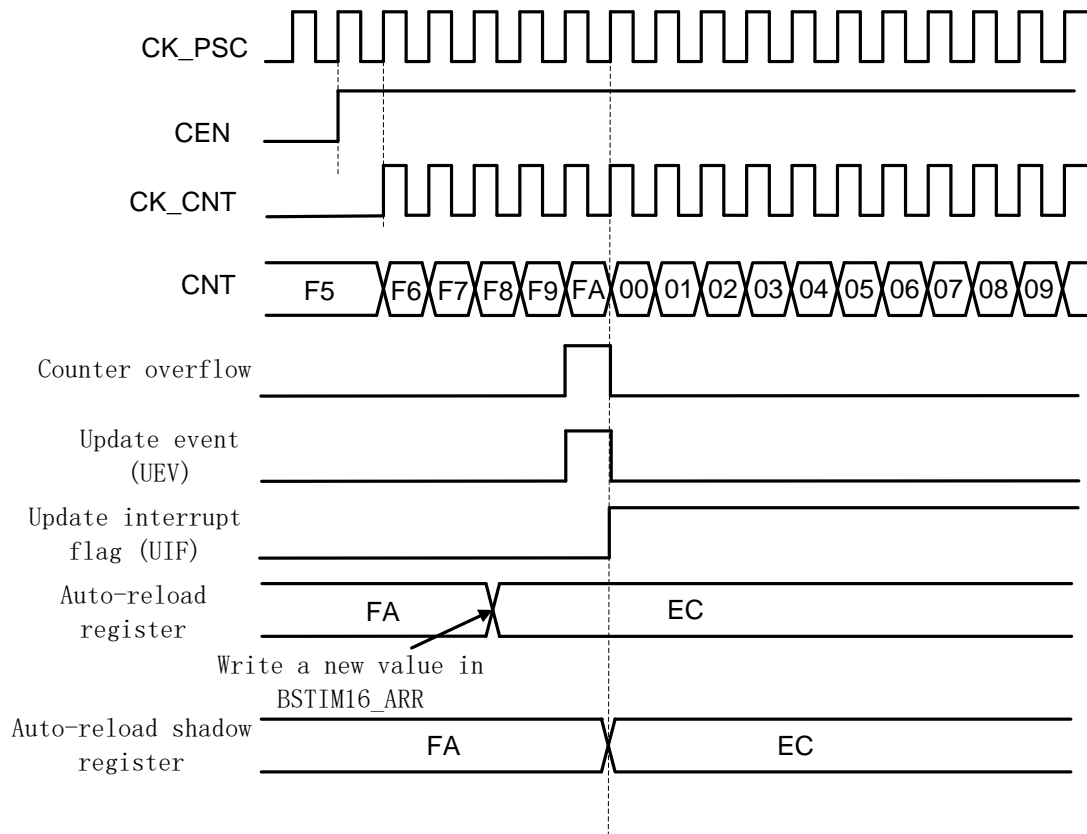 CK_PSC
CEN
CK_CNT
CNT F5 F6 F7 F8 F9 FA 00 01 02 03 04 05 06 07 08 09
Counter overflow
Update event
(UEV)
Update interrupt
flag (UIF)
Auto-reload
register
FA EC
Write a new value in
BSTIM16_ARR
Auto-reload shadow
register
FA EC